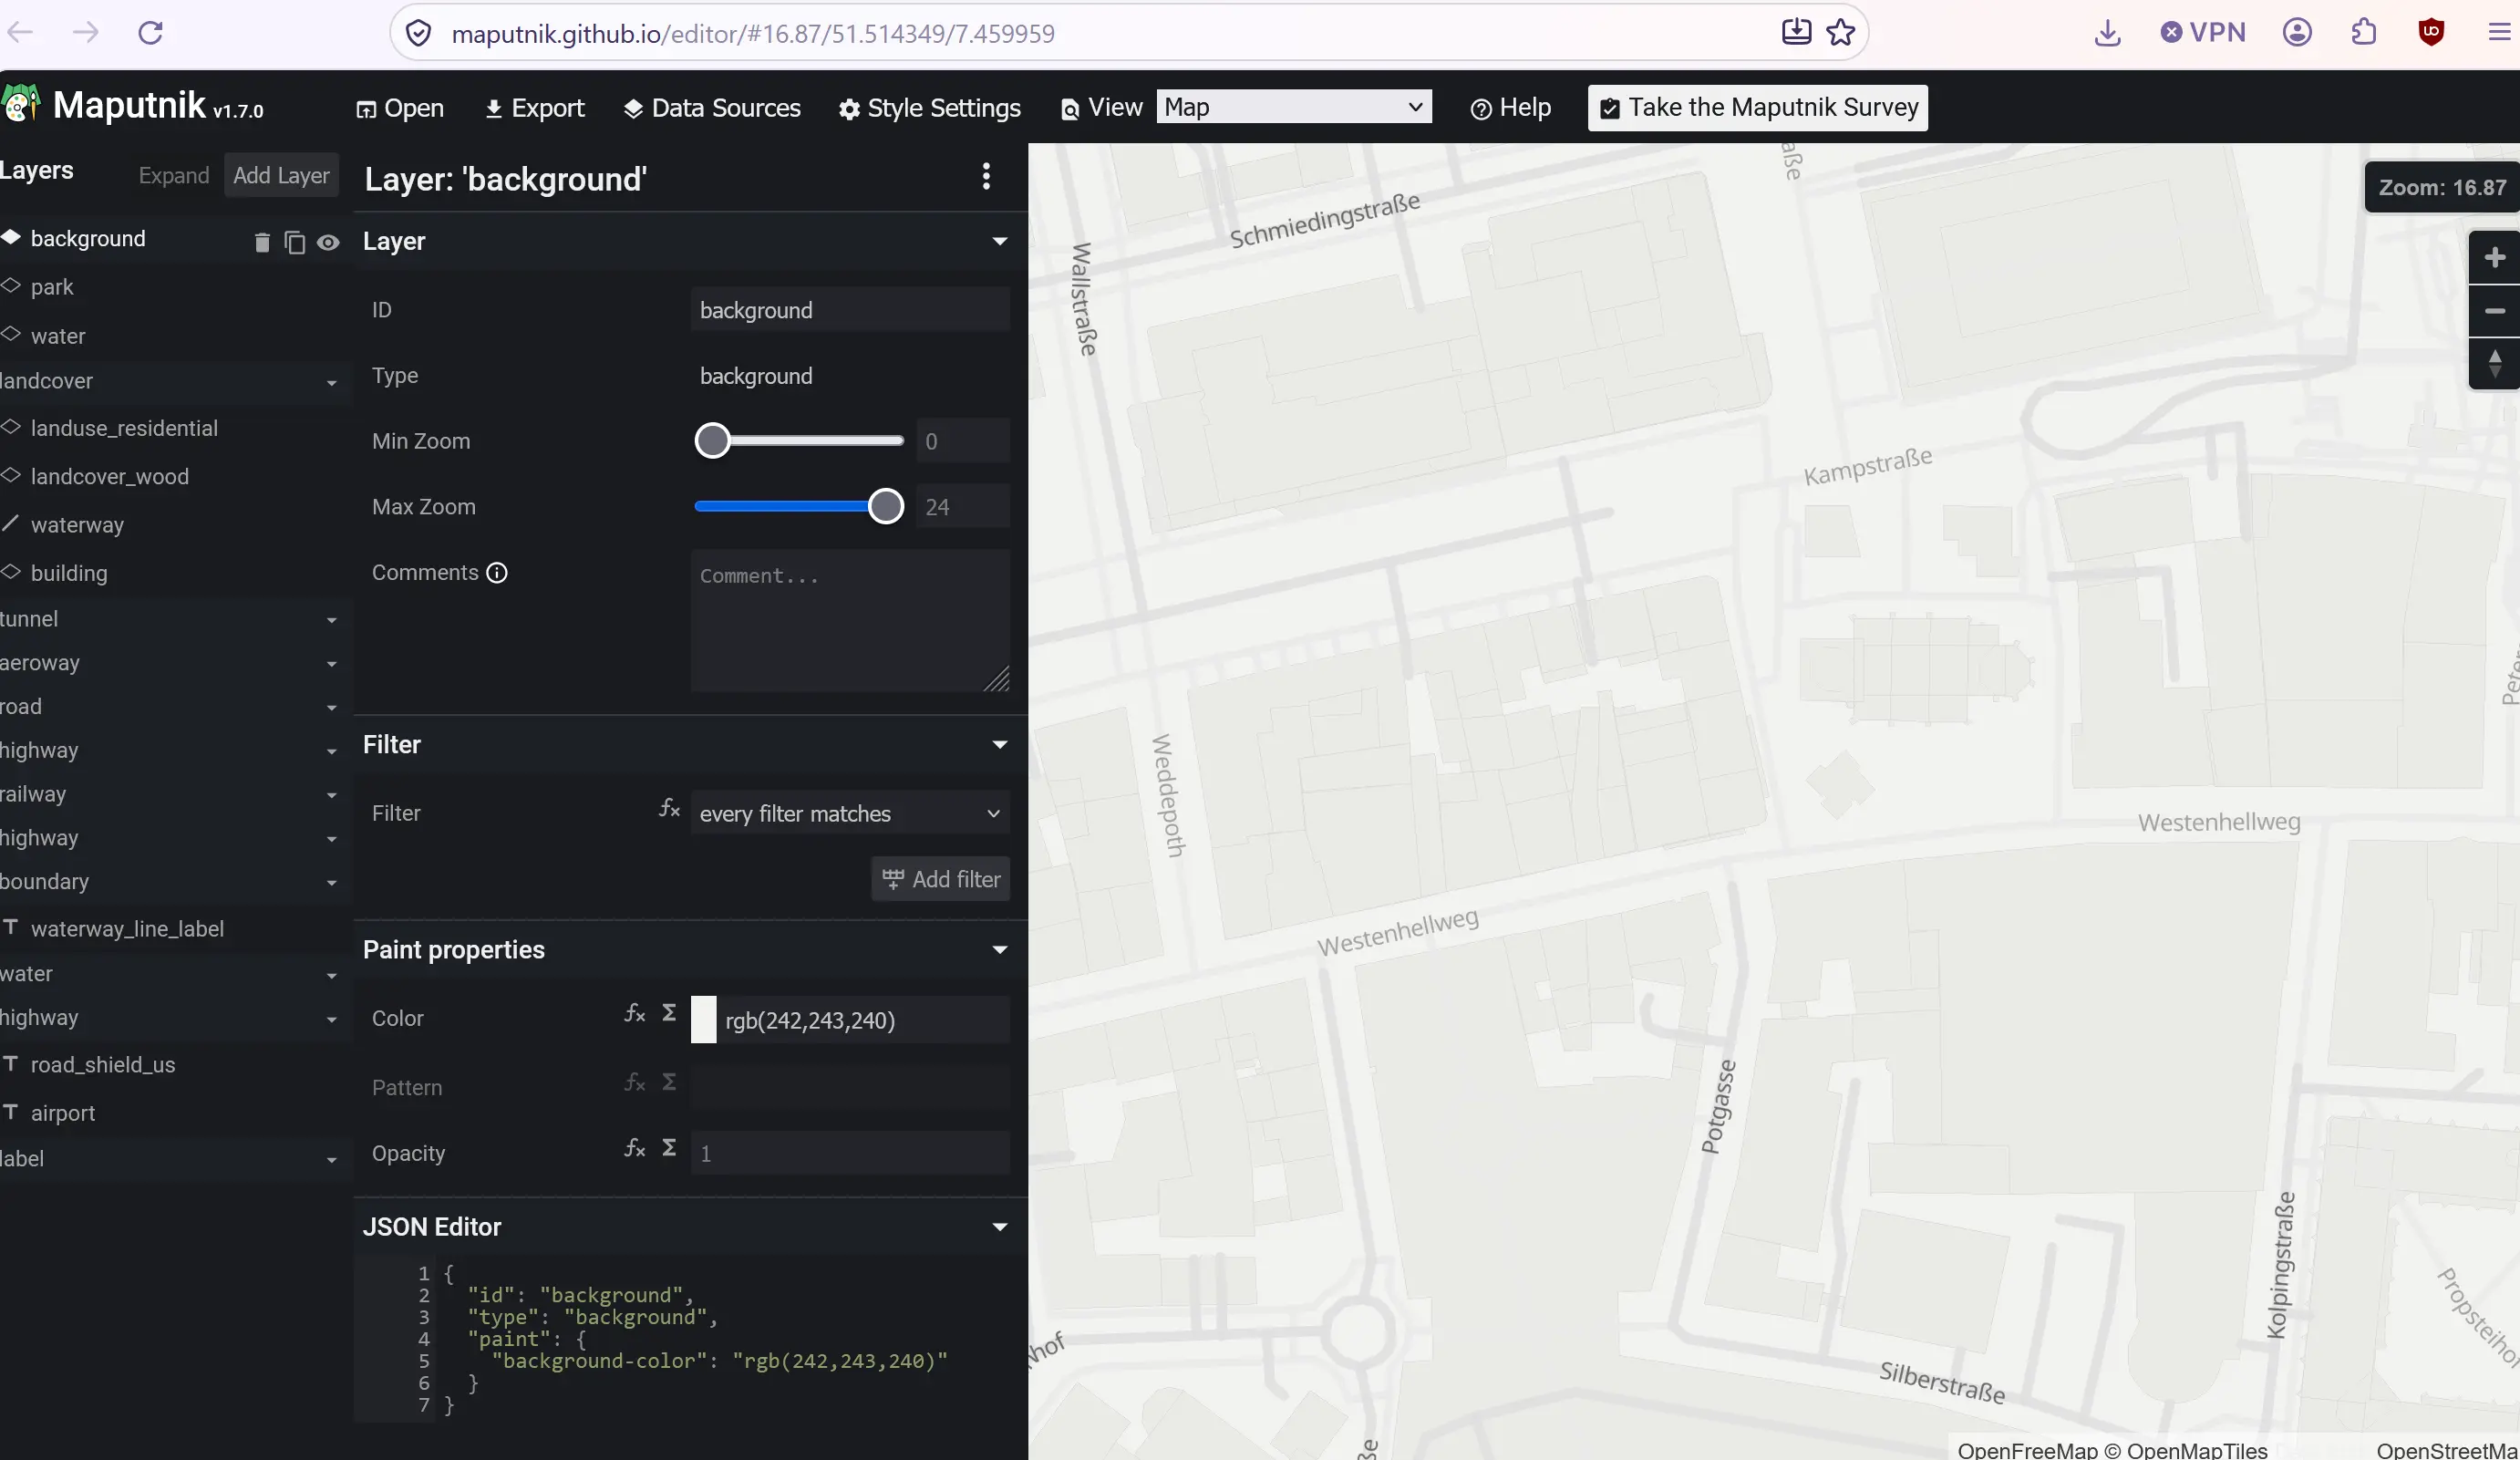 maputnik.github.io/editor/#16.87/51.514349/7.459959
VPN
Maputnik v1.7.0
Open
Export
Data Sources
Style Settings
View
Map
Help
Take the Maputnik Survey
Layers
Expand
Add Layer
background
park
water
landcover
landuse_residential
landcover_wood
waterway
building
tunnel
aeroway
road
highway
railway
highway
boundary
waterway_line_label
water
highway
road_shield_us
airport
label
Layer: 'background'
Layer
ID
background
Type
background
Min Zoom
0
Max Zoom
24
Comments
Comment...
Filter
Filter
every filter matches
Add filter
Paint properties
Color
rgb(242,243,240)
Pattern
Opacity
1
JSON Editor
1 {
2 "id": "background",
3 "type": "background",
4 "paint": {
5 "background-color": "rgb(242,243,240)"
6 }
7 }
Zoom: 16.87
aße
Schmiedingstraße
Wallstraße
Kampstraße
Peter
Weddepoth
Westenhellweg
Westenhellweg
Potgasse
Kolpingstraße
Propsteihof
hof
Silberstraße
ße
OpenFreeMap © OpenMapTiles
OpenStreetMa